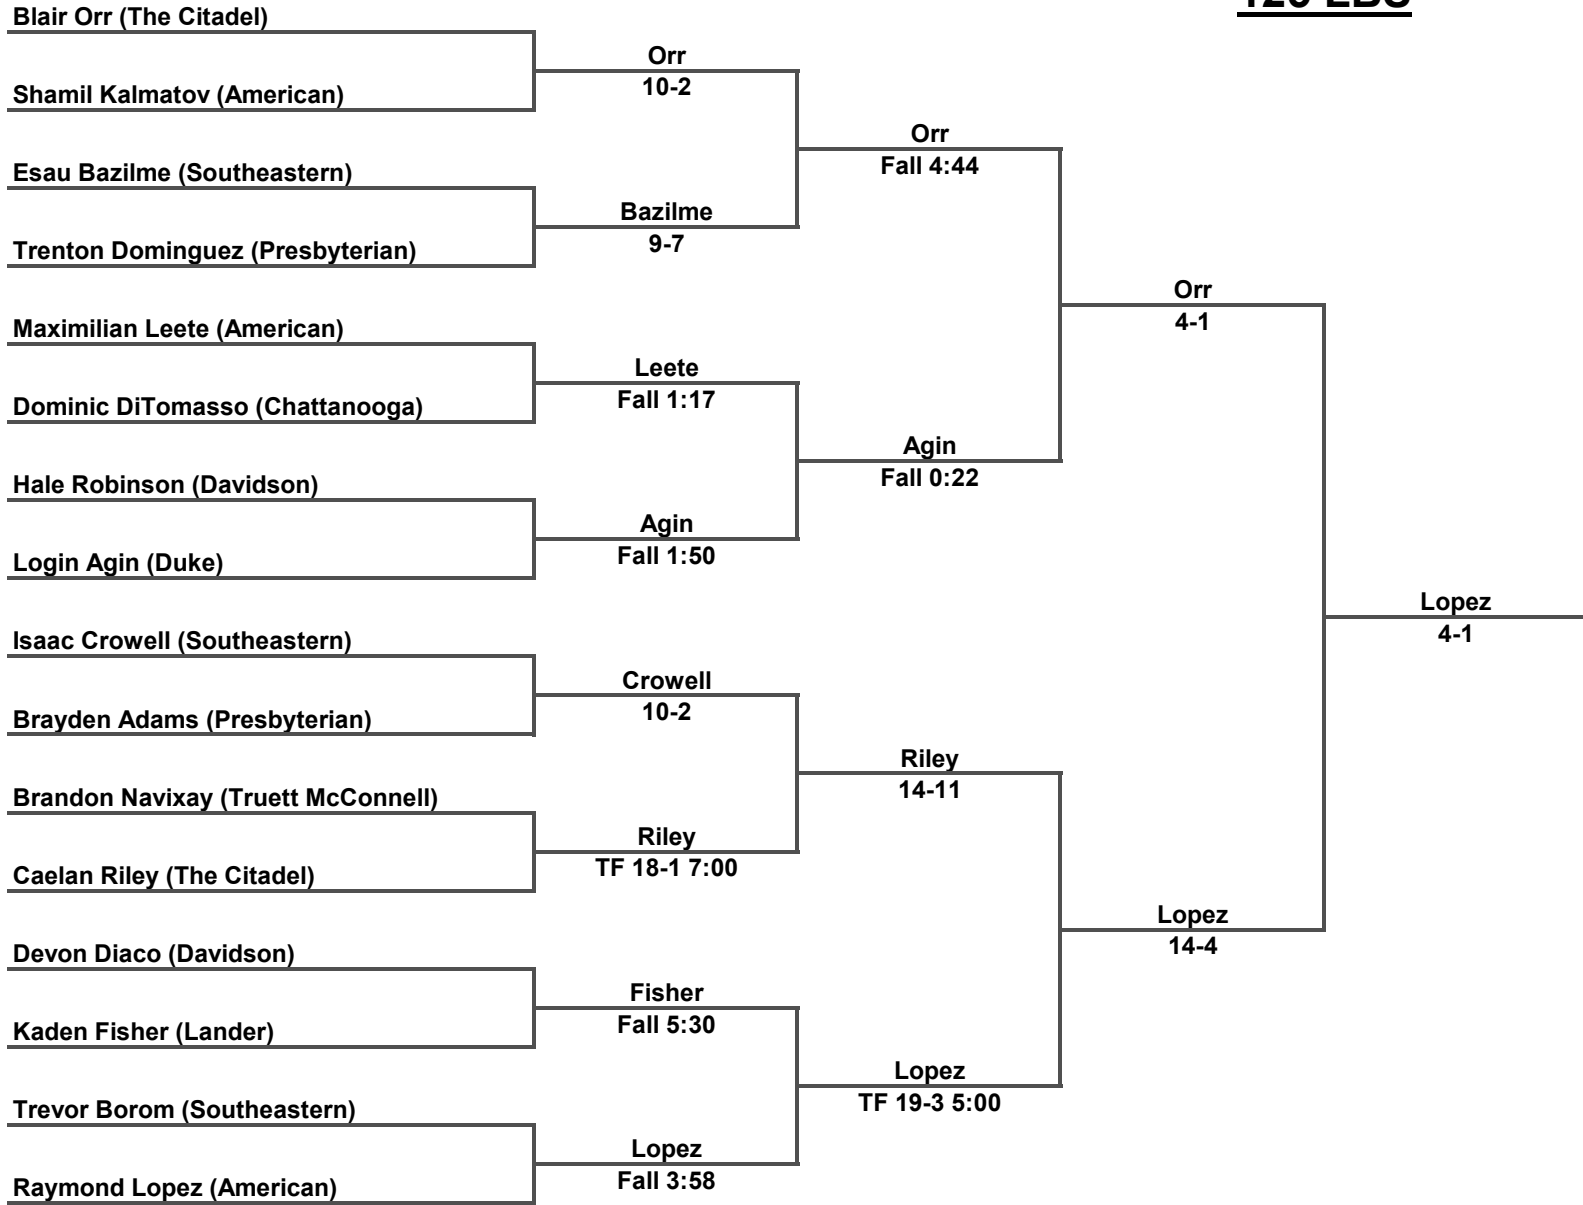 125 LBS
Blair Orr (The Citadel)
Shamil Kalmatov (American)
Esau Bazilme (Southeastern)
Trenton Dominguez (Presbyterian)
Maximilian Leete (American)
Dominic DiTomasso (Chattanooga)
Hale Robinson (Davidson)
Login Agin (Duke)
Isaac Crowell (Southeastern)
Brayden Adams (Presbyterian)
Brandon Navixay (Truett McConnell)
Caelan Riley (The Citadel)
Devon Diaco (Davidson)
Kaden Fisher (Lander)
Trevor Borom (Southeastern)
Raymond Lopez (American)
Orr
10-2
Bazilme
9-7
Leete
Fall 1:17
Agin
Fall 1:50
Crowell
10-2
Riley
TF 18-1 7:00
Fisher
Fall 5:30
Lopez
Fall 3:58
Orr
Fall 4:44
Agin
Fall 0:22
Riley
14-11
Lopez
TF 19-3 5:00
Orr
4-1
Lopez
14-4
Lopez
4-1